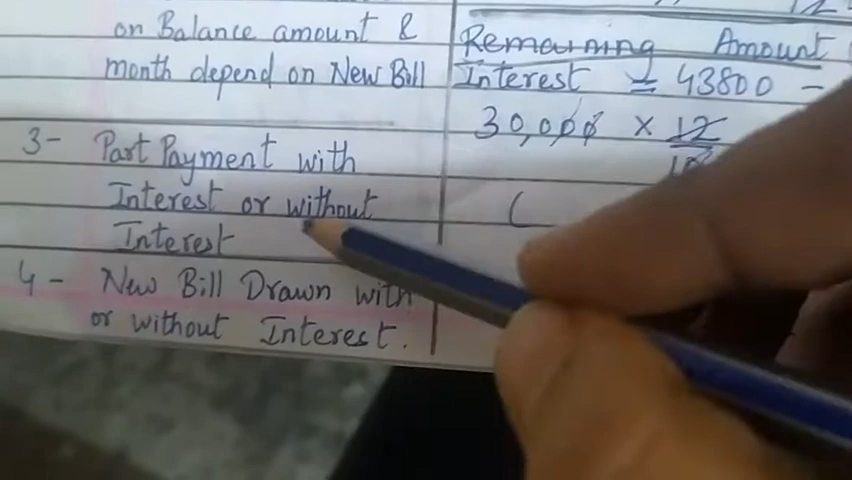 on Balance amount &
month depend on New Bill
3- Part Payment with
Interest or without
Interest
4- New Bill Drawn with
or without Interest.
12
Remaining Amount
Interest = 43800 -
30,000 × 12
(